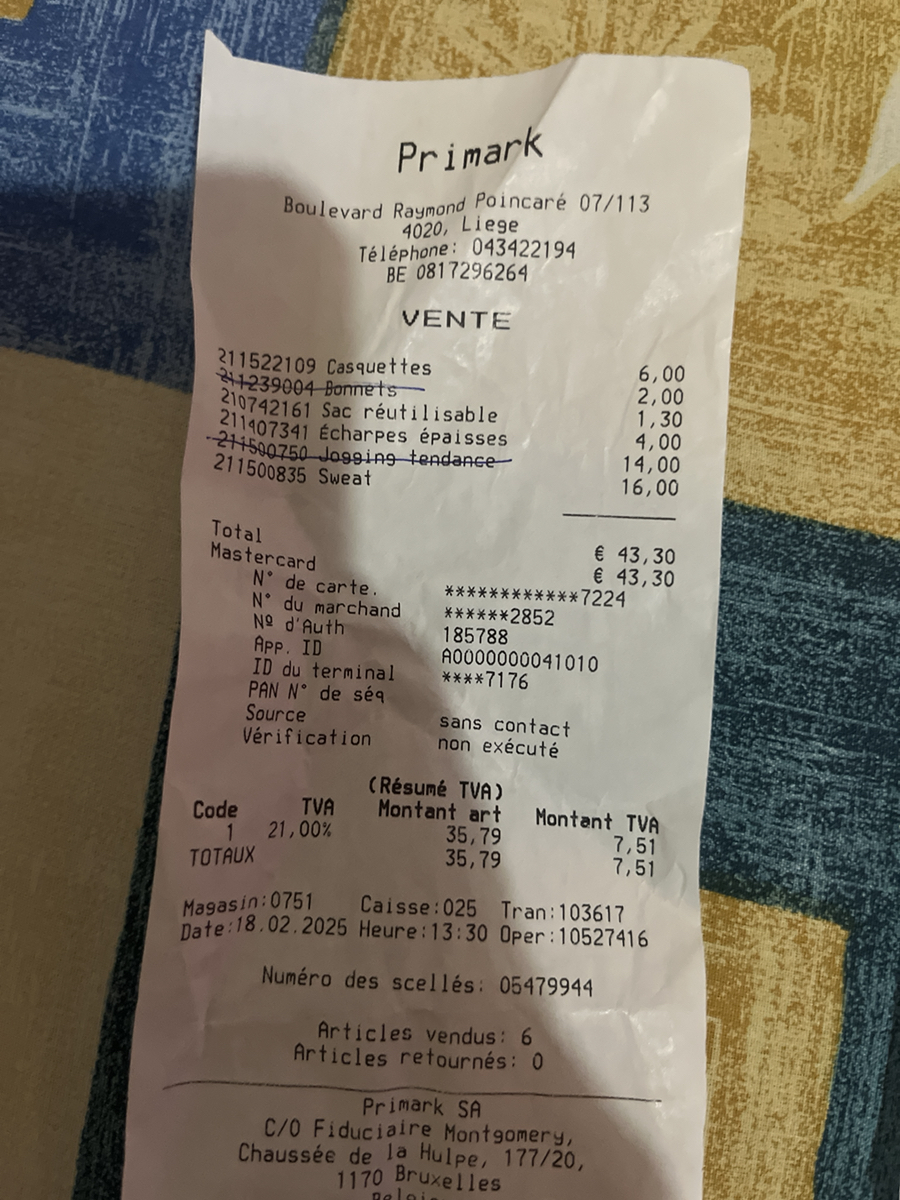 Primark
Boulevard Raymond Poincaré 07/113
4020, Liege
Téléphone: 043422194
BE 0817296264
VENTE
211522109 Casquettes 6,00
211239004 Bonnets 2,00
210742161 Sac réutilisable 1,30
211407341 Écharpes épaisses 4,00
211500750 Jogging tendance 14,00
211500835 Sweat 16,00
Total € 43,30
Mastercard € 43,30
N° de carte. ************7224
N° du marchand ******2852
Nº d'Auth 185788
App. ID A0000000041010
ID du terminal ****7176
PAN N° de séq
Source sans contact
Vérification non exécuté
(Résumé TVA)
Code TVA Montant art Montant TVA
1 21,00% 35,79 7,51
TOTAUX 35,79 7,51
Magasin:0751 Caisse:025 Tran:103617
Date:18.02.2025 Heure:13:30 Oper:10527416
Numéro des scellés: 05479944
Articles vendus: 6
Articles retournés: 0
Primark SA
C/O Fiduciaire Montgomery,
Chaussée de la Hulpe, 177/20,
1170 Bruxelles